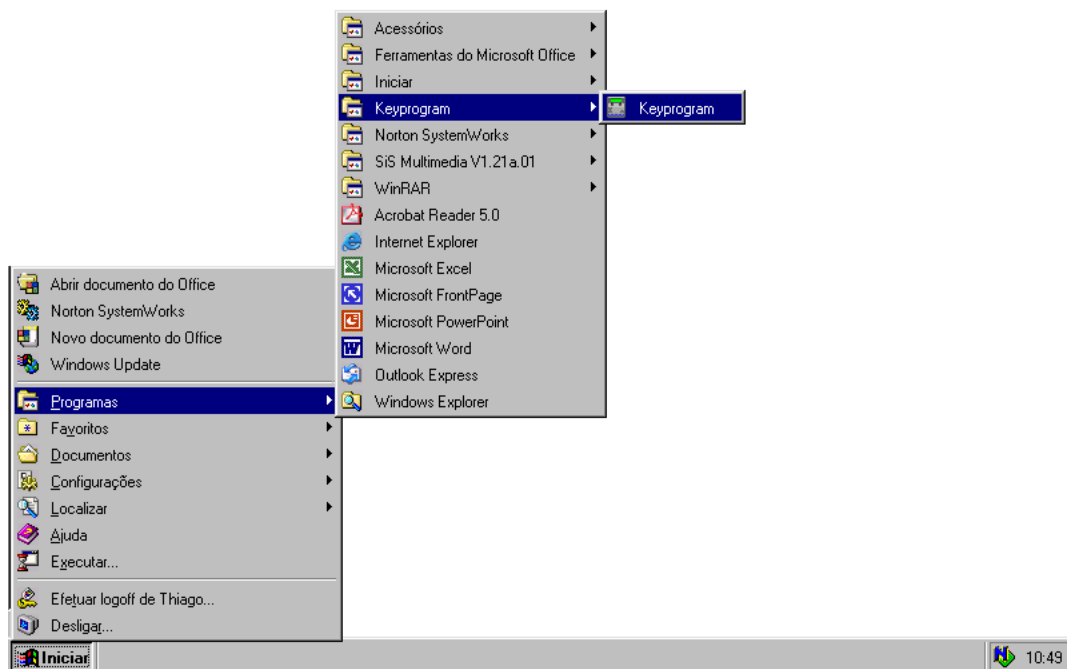 Acessórios
Ferramentas do Microsoft Office
Iniciar
Keyprogram
Keyprogram
Norton SystemWorks
SiS Multimedia V1.21a.01
WinRAR
Acrobat Reader 5.0
Internet Explorer
Microsoft Excel
Microsoft FrontPage
Microsoft PowerPoint
Microsoft Word
Outlook Express
Windows Explorer
Abrir documento do Office
Norton SystemWorks
Novo documento do Office
Windows Update
Programas
Favoritos
Documentos
Configurações
Localizar
Ajuda
Executar...
Efetuar logoff de Thiago...
Desligar...
Iniciar
10:49